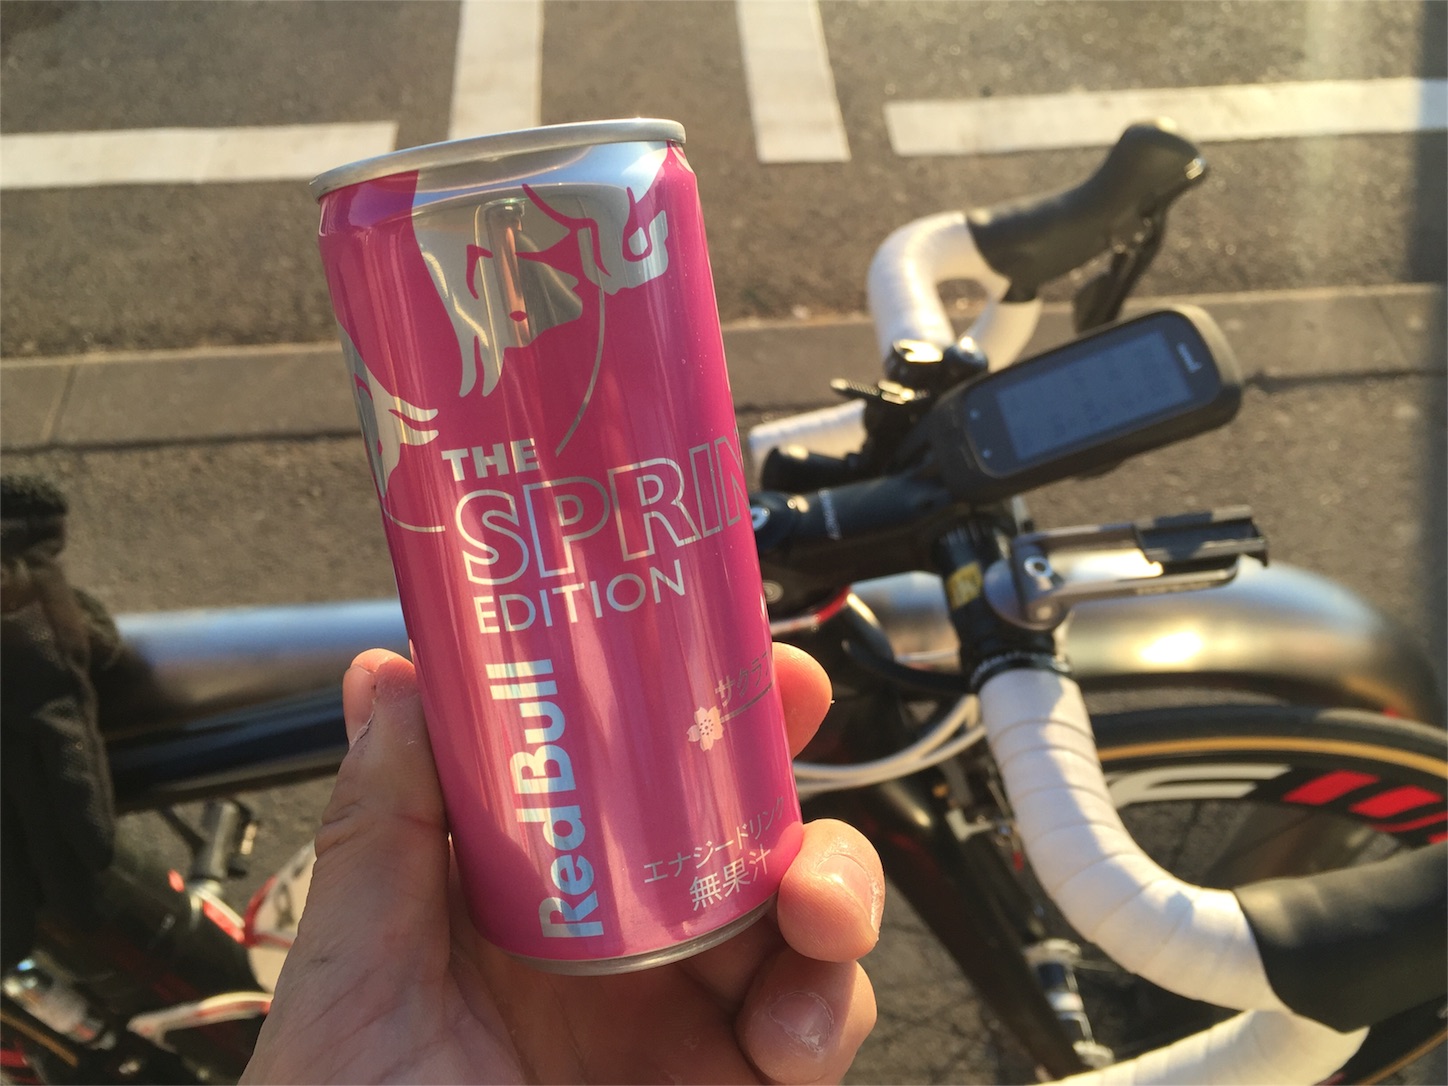 THE
SPRIN
EDITION
Red Bull
サクラフ
エナジードリンク
無果汁